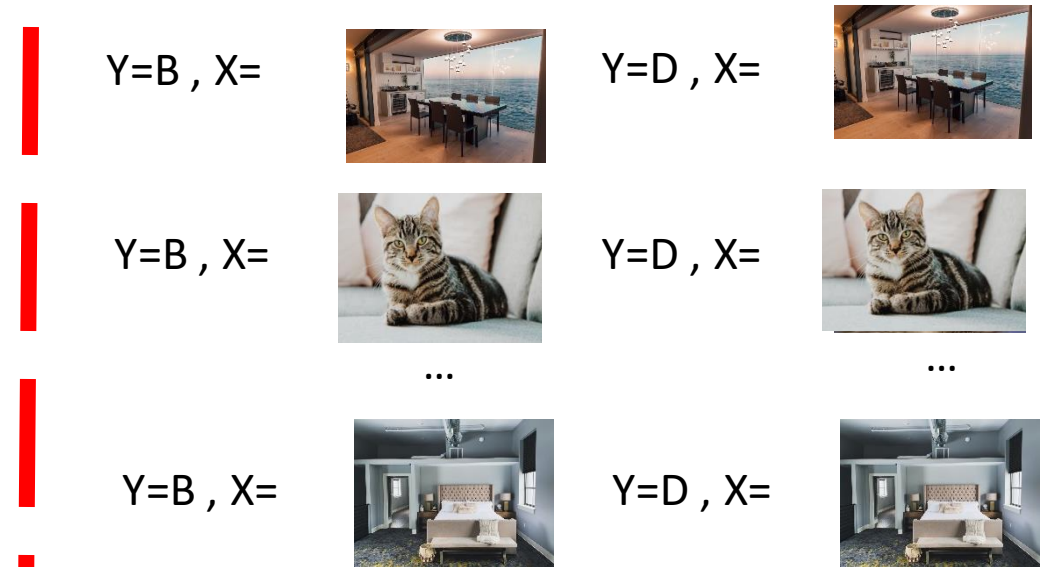 Y=B , X=
Y=D , X=
Y=B , X=
Y=D , X=
...
...
Y=B , X=
Y=D , X=